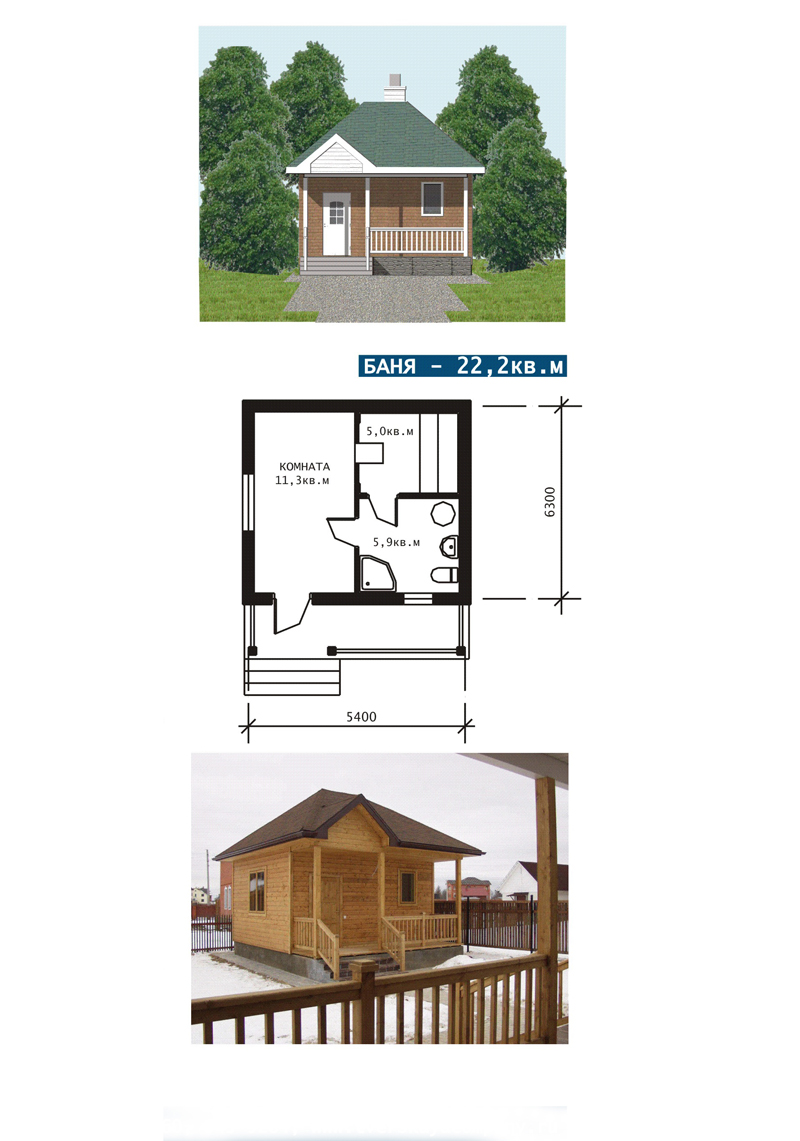 БАНЯ - 22,2кв.м
5,0кв.м
КОМНАТА
11,3кв.м
6300
5,9кв.м
5400